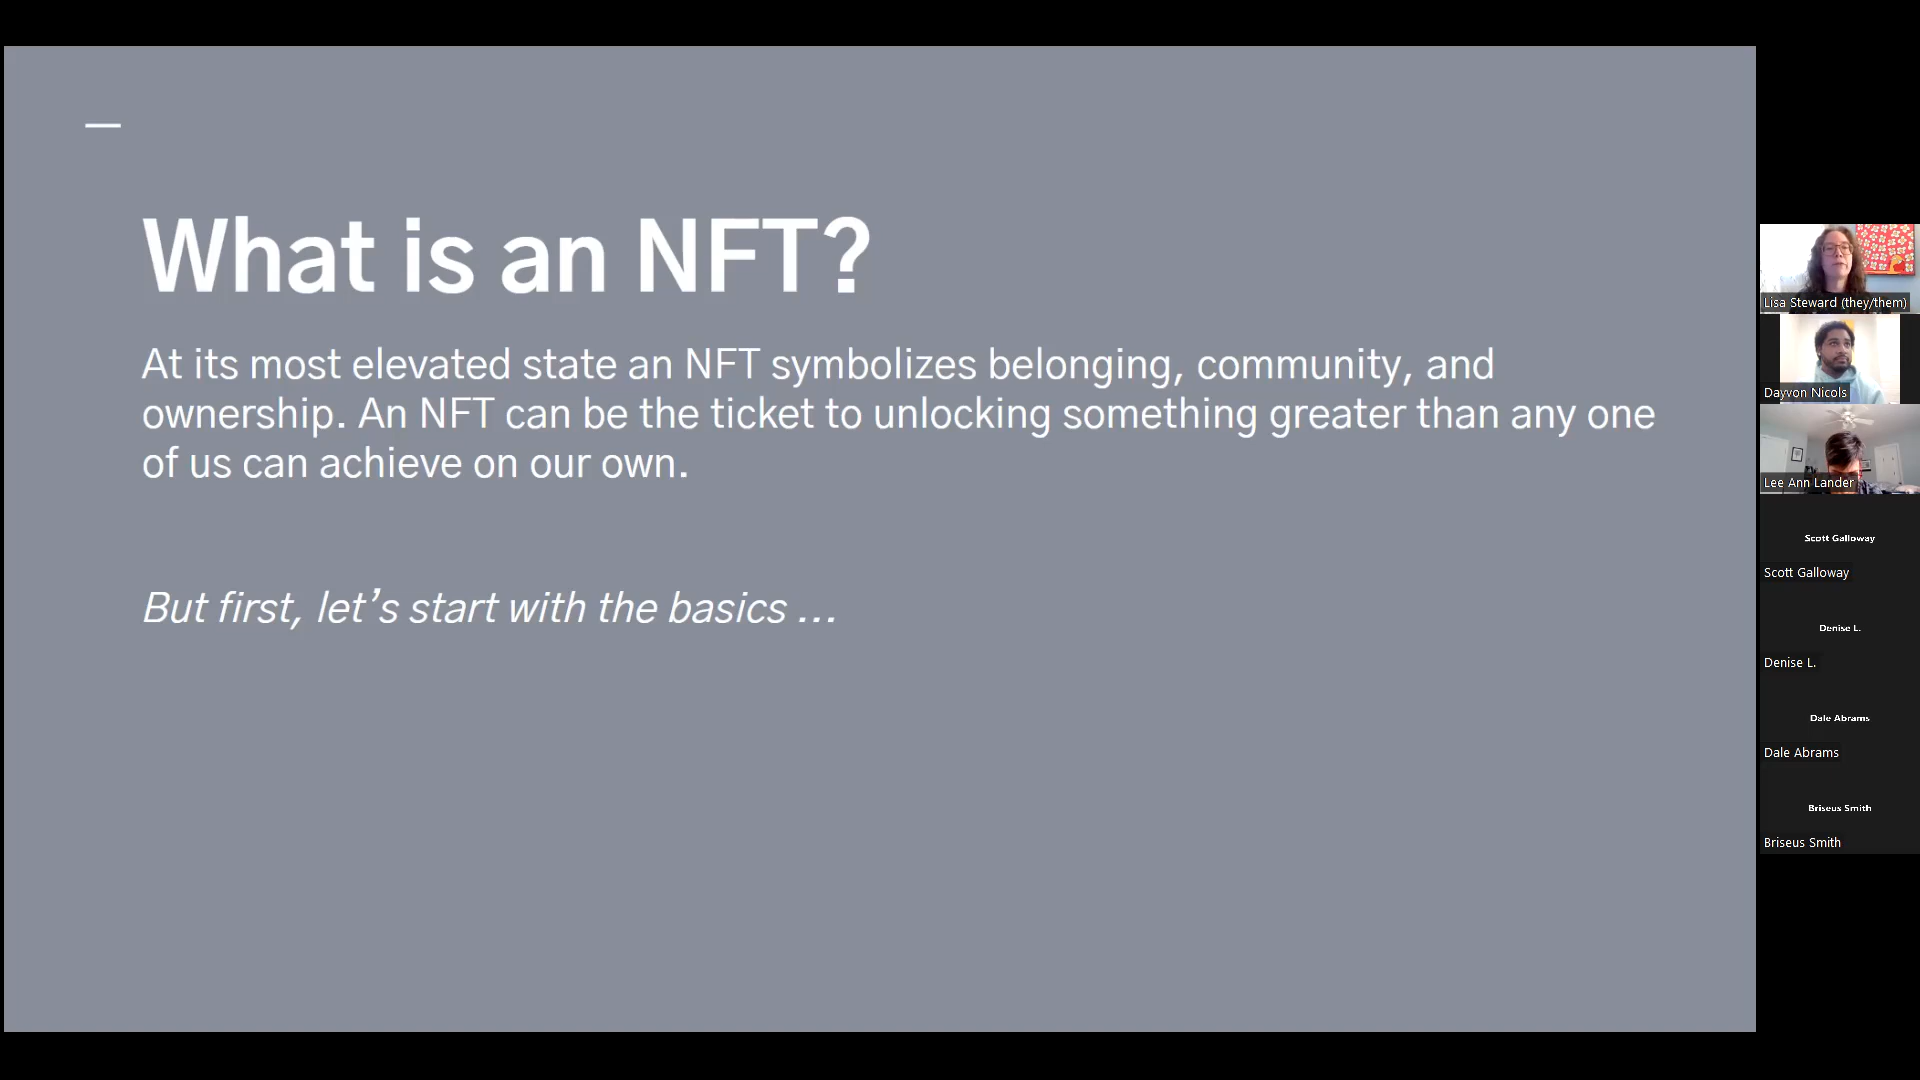 What is an NFT?
At its most elevated state an NFT symbolizes belonging, community, and
ownership. An NFT can be the ticket to unlocking something greater than any one
of us can achieve on our own.
But first, let’s start with the basics ...
Lisa Steward (they/them)
Dayvon Nicols
Lee Ann Lander
Scott Galloway
Scott Galloway
Denise L.
Denise L.
Dale Abrams
Dale Abrams
Briseus Smith
Briseus Smith